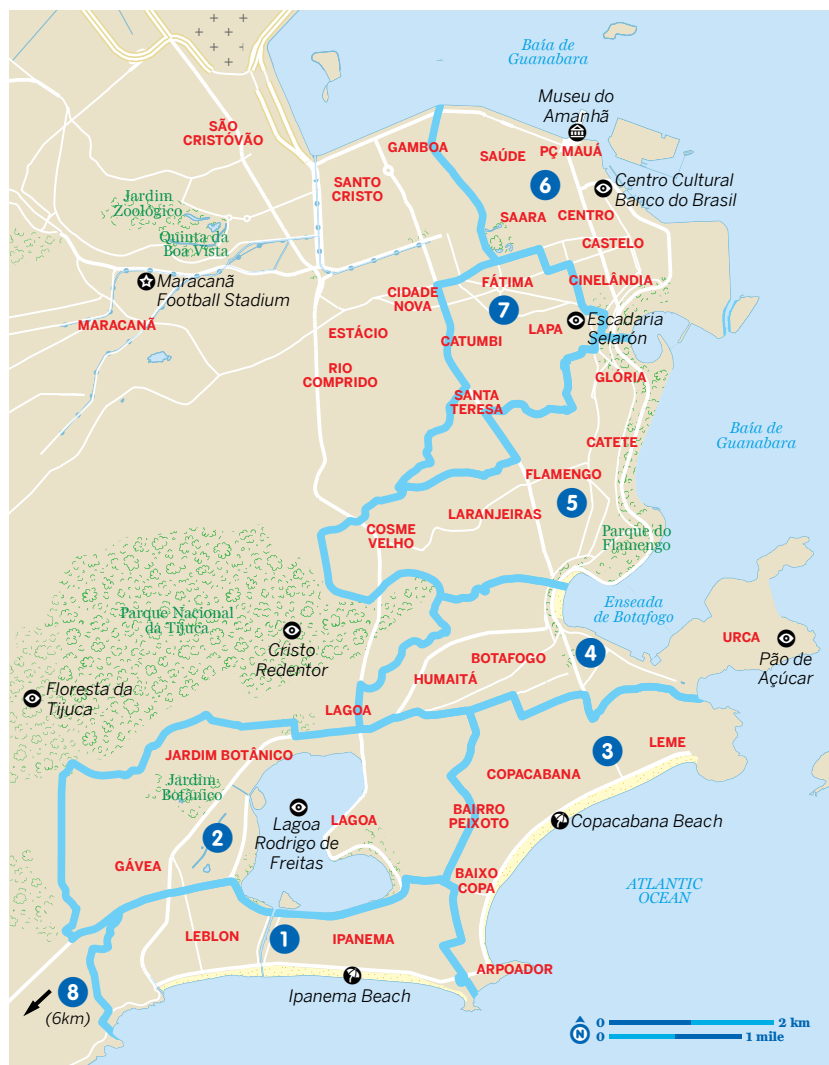 Baía de
Guanabara
Museu do
Amanhã
SÃO
CRISTÓVÃO
GAMBOA
SAÚDE
PÇ MAUÁ
SANTO
CRISTO
6
Centro Cultural
Banco do Brasil
Jardim
Zoológico
SAARA
CENTRO
Quinta da
Boa Vista
CASTELO
Maracanã
Football Stadium
FÁTIMA
CINELÂNDIA
CIDADE
NOVA
7
MARACANÃ
ESTÁCIO
CATUMBI
LAPA
Escadaria
Selarón
RIO
COMPRIDO
GLÓRIA
SANTA
TERESA
CATETE
Baía de
Guanabara
FLAMENGO
5
LARANJEIRAS
COSME
VELHO
Parque do
Flamengo
Parque Nacional
da Tijuca
Enseada
de Botafogo
Cristo
Redentor
URCA
Pão de
Açúcar
BOTAFOGO
4
HUMAITÁ
Floresta da
Tijuca
LAGOA
JARDIM BOTÂNICO
3
LEME
COPACABANA
Jardim
Botânico
Lagoa
Rodrigo de
Freitas
LAGOA
BAIRRO
PEIXOTO
Copacabana Beach
2
GÁVEA
BAIXO
COPA
ATLANTIC
OCEAN
LEBLON
1
IPANEMA
ARPOADOR
8
(6km)
Ipanema Beach
N
0 2 km
0 1 mile